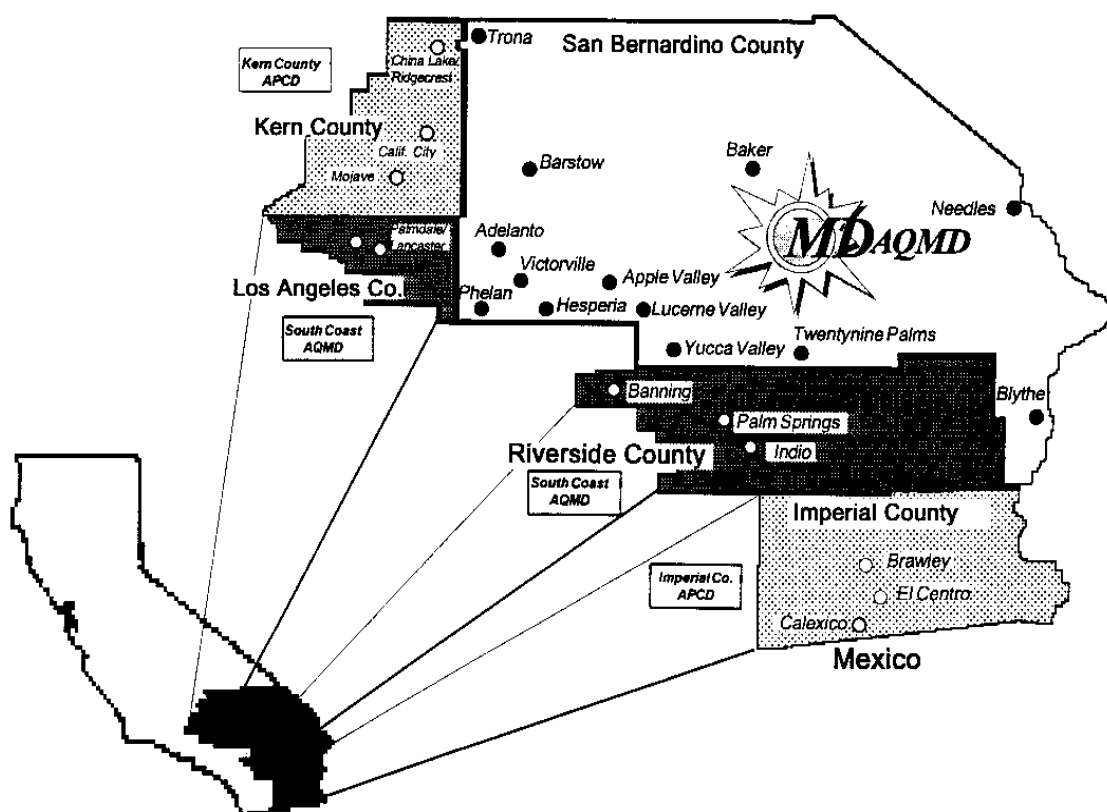 Trona
San Bernardino County
Kern County
APCD
China Lake/
Ridgecrest
Kern County
Calif. City
Mojave
Barstow
Baker
Needles
MDAQMD
Palmdale/
Lancaster
Adelanto
Victorville
Apple Valley
Los Angeles Co.
Phelan
Hesperia
Lucerne Valley
South Coast
AQMD
Yucca Valley
Twentynine Palms
Banning
Blythe
Palm Springs
Riverside County
Indio
South Coast
AQMD
Imperial County
Brawley
Imperial Co.
APCD
El Centro
Calexico
Mexico